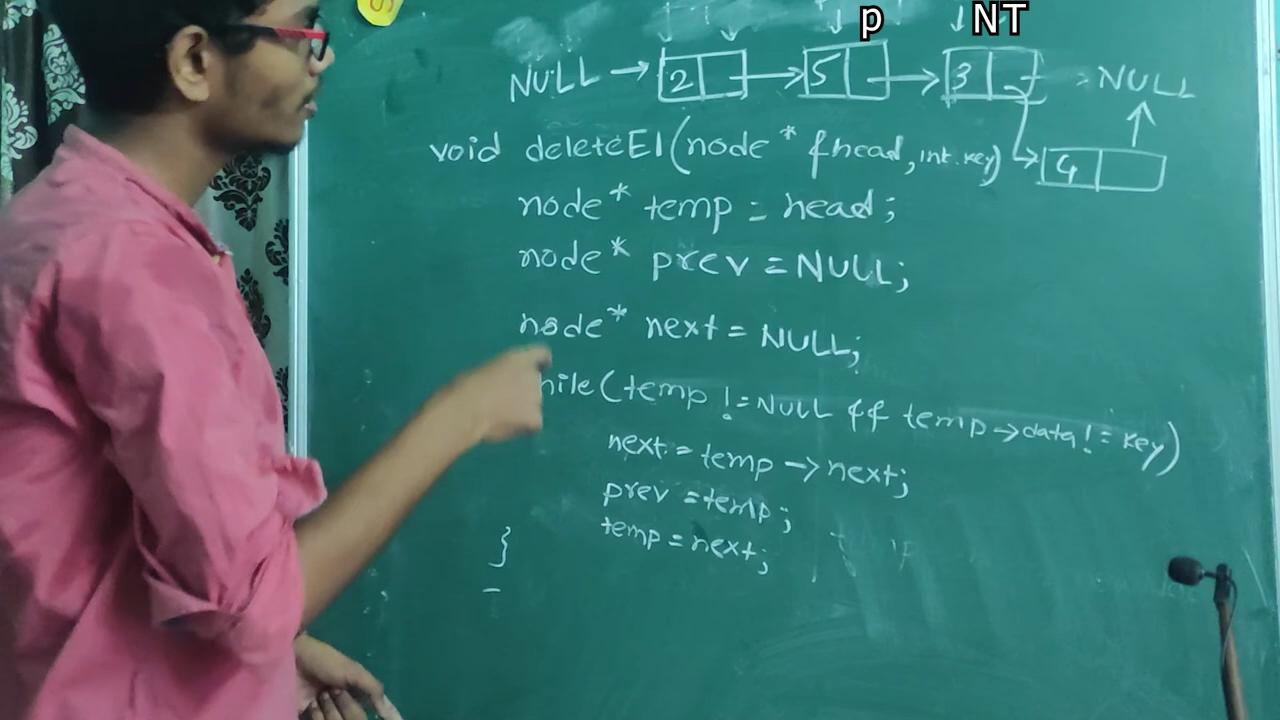 p NT
NULL → 2 → 5 → 3 NULL
void deleteEl(node * &head, int key) → 4
node* temp = head;
node* prev = NULL;
node* next = NULL;
hile(temp != NULL && temp → data != key)
next = temp → next;
prev = temp;
temp = next;
}